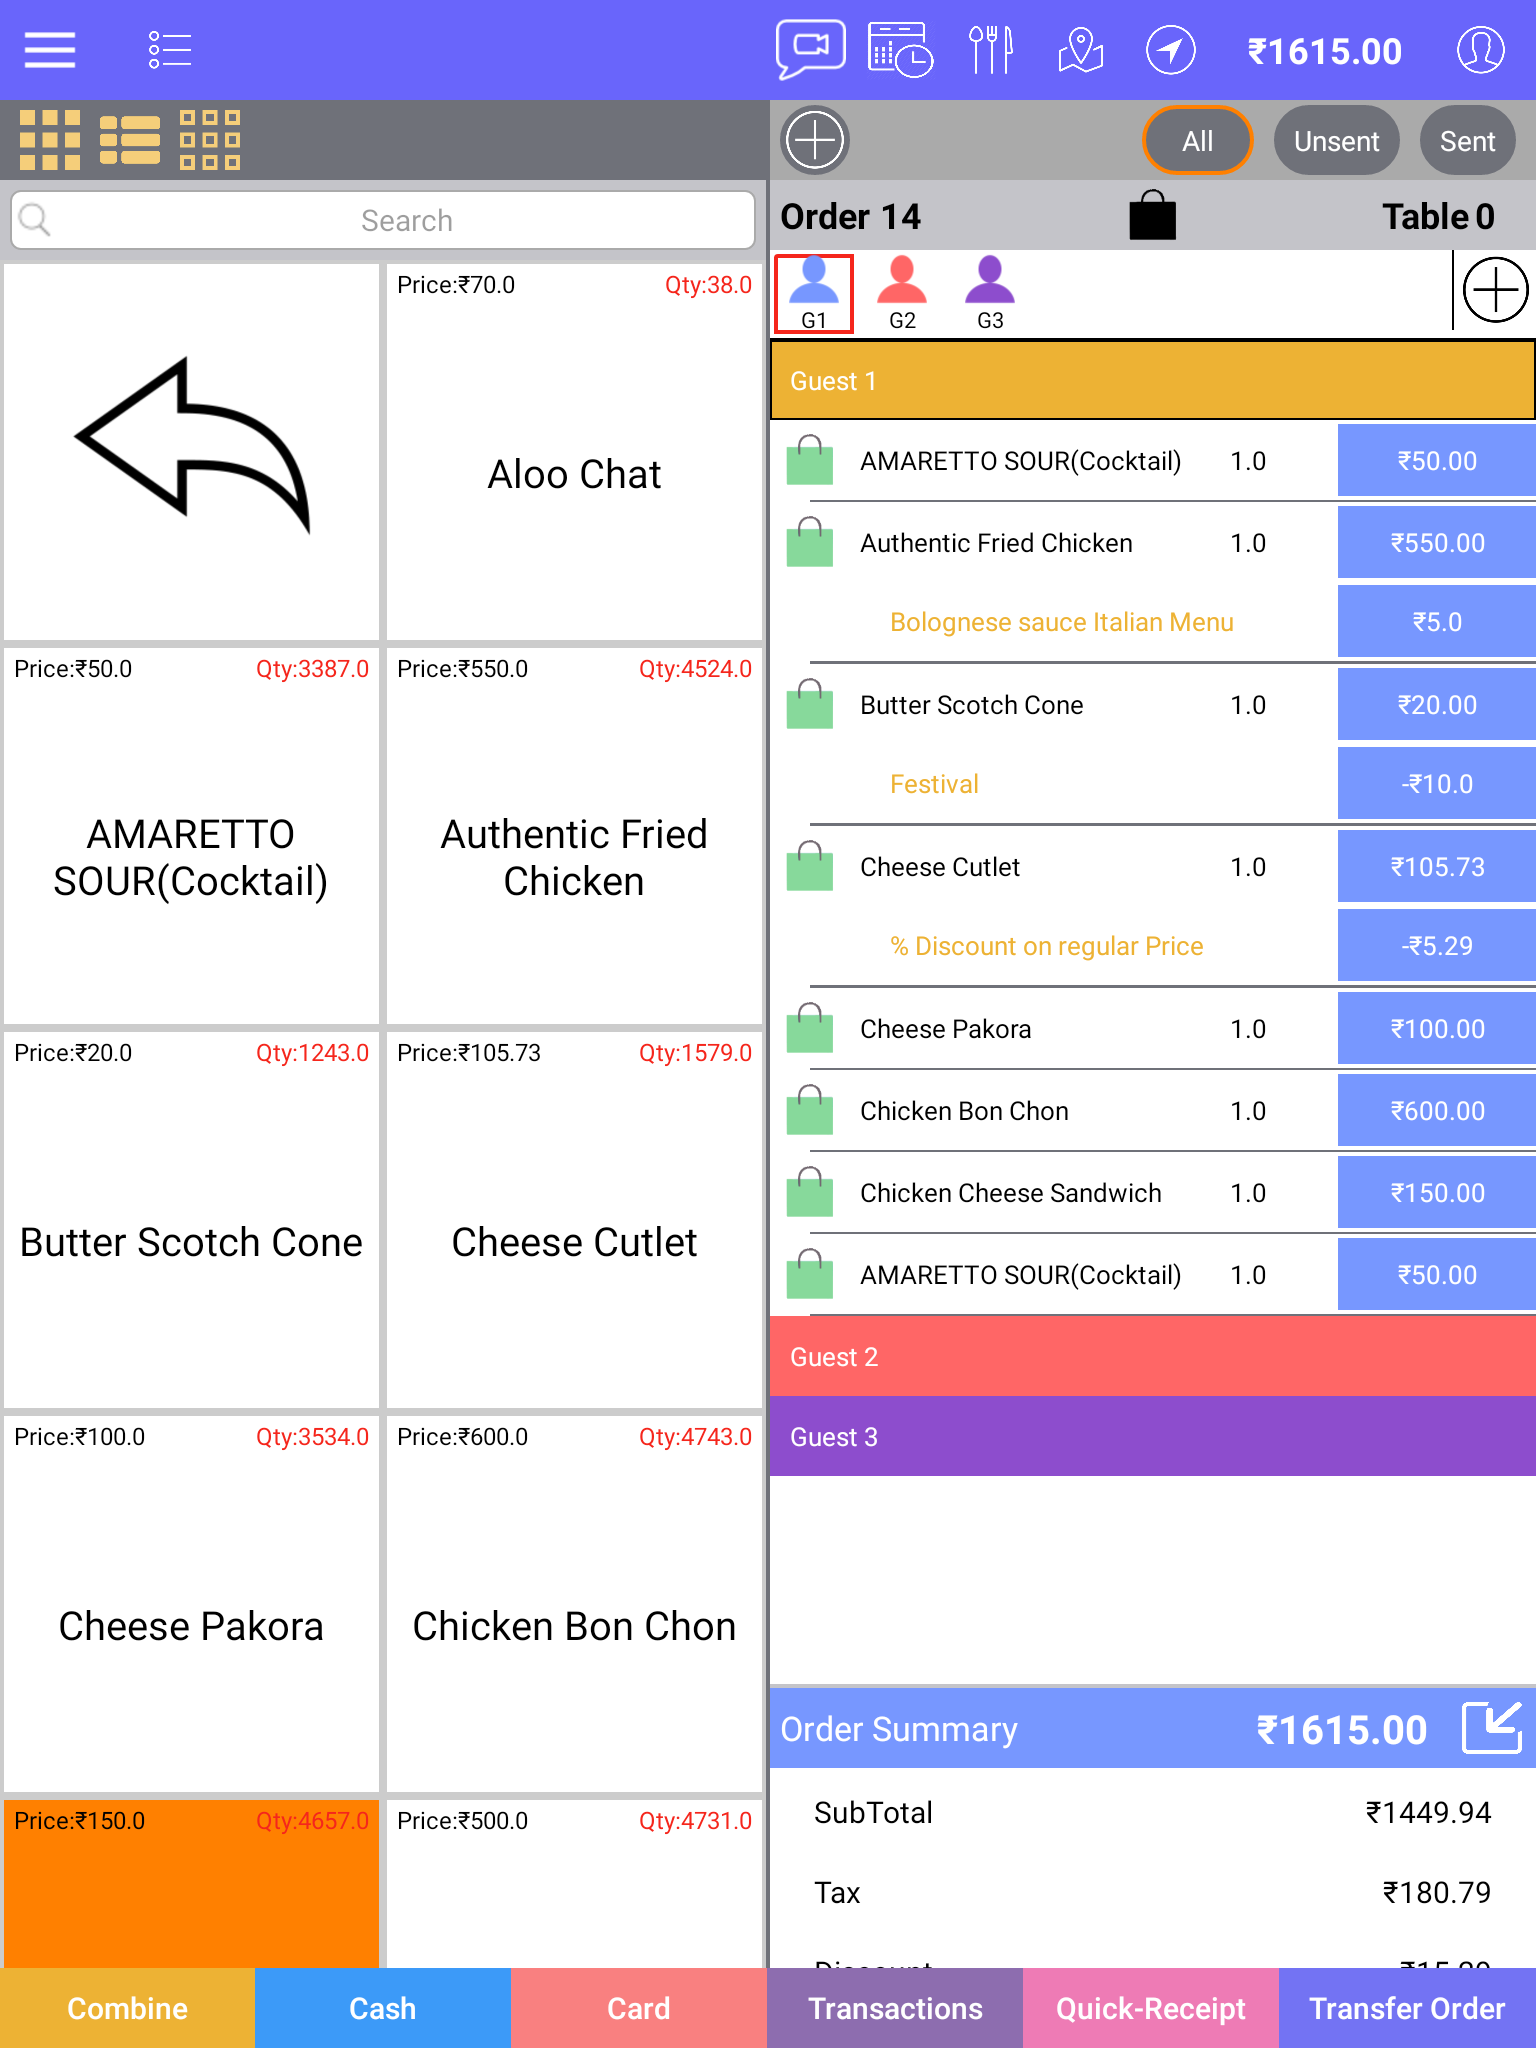 ₹1615.00
All
Unsent
Sent
Search
Order 14
Table 0
G1
G2
G3
Price:₹70.0 Qty:38.0
Aloo Chat
Price:₹50.0 Qty:3387.0
AMARETTO
SOUR(Cocktail)
Price:₹550.0 Qty:4524.0
Authentic Fried
Chicken
Price:₹20.0 Qty:1243.0
Butter Scotch Cone
Price:₹105.73 Qty:1579.0
Cheese Cutlet
Price:₹100.0 Qty:3534.0
Cheese Pakora
Price:₹600.0 Qty:4743.0
Chicken Bon Chon
Price:₹150.0 Qty:4657.0
Price:₹500.0 Qty:4731.0
Guest 1
AMARETTO SOUR(Cocktail) 1.0 ₹50.00
Authentic Fried Chicken 1.0 ₹550.00
Bolognese sauce Italian Menu ₹5.0
Butter Scotch Cone 1.0 ₹20.00
Festival -₹10.0
Cheese Cutlet 1.0 ₹105.73
% Discount on regular Price -₹5.29
Cheese Pakora 1.0 ₹100.00
Chicken Bon Chon 1.0 ₹600.00
Chicken Cheese Sandwich 1.0 ₹150.00
AMARETTO SOUR(Cocktail) 1.0 ₹50.00
Guest 2
Guest 3
Order Summary ₹1615.00
SubTotal ₹1449.94
Tax ₹180.79
Discount
Combine
Cash
Card
Transactions
Quick-Receipt
Transfer Order